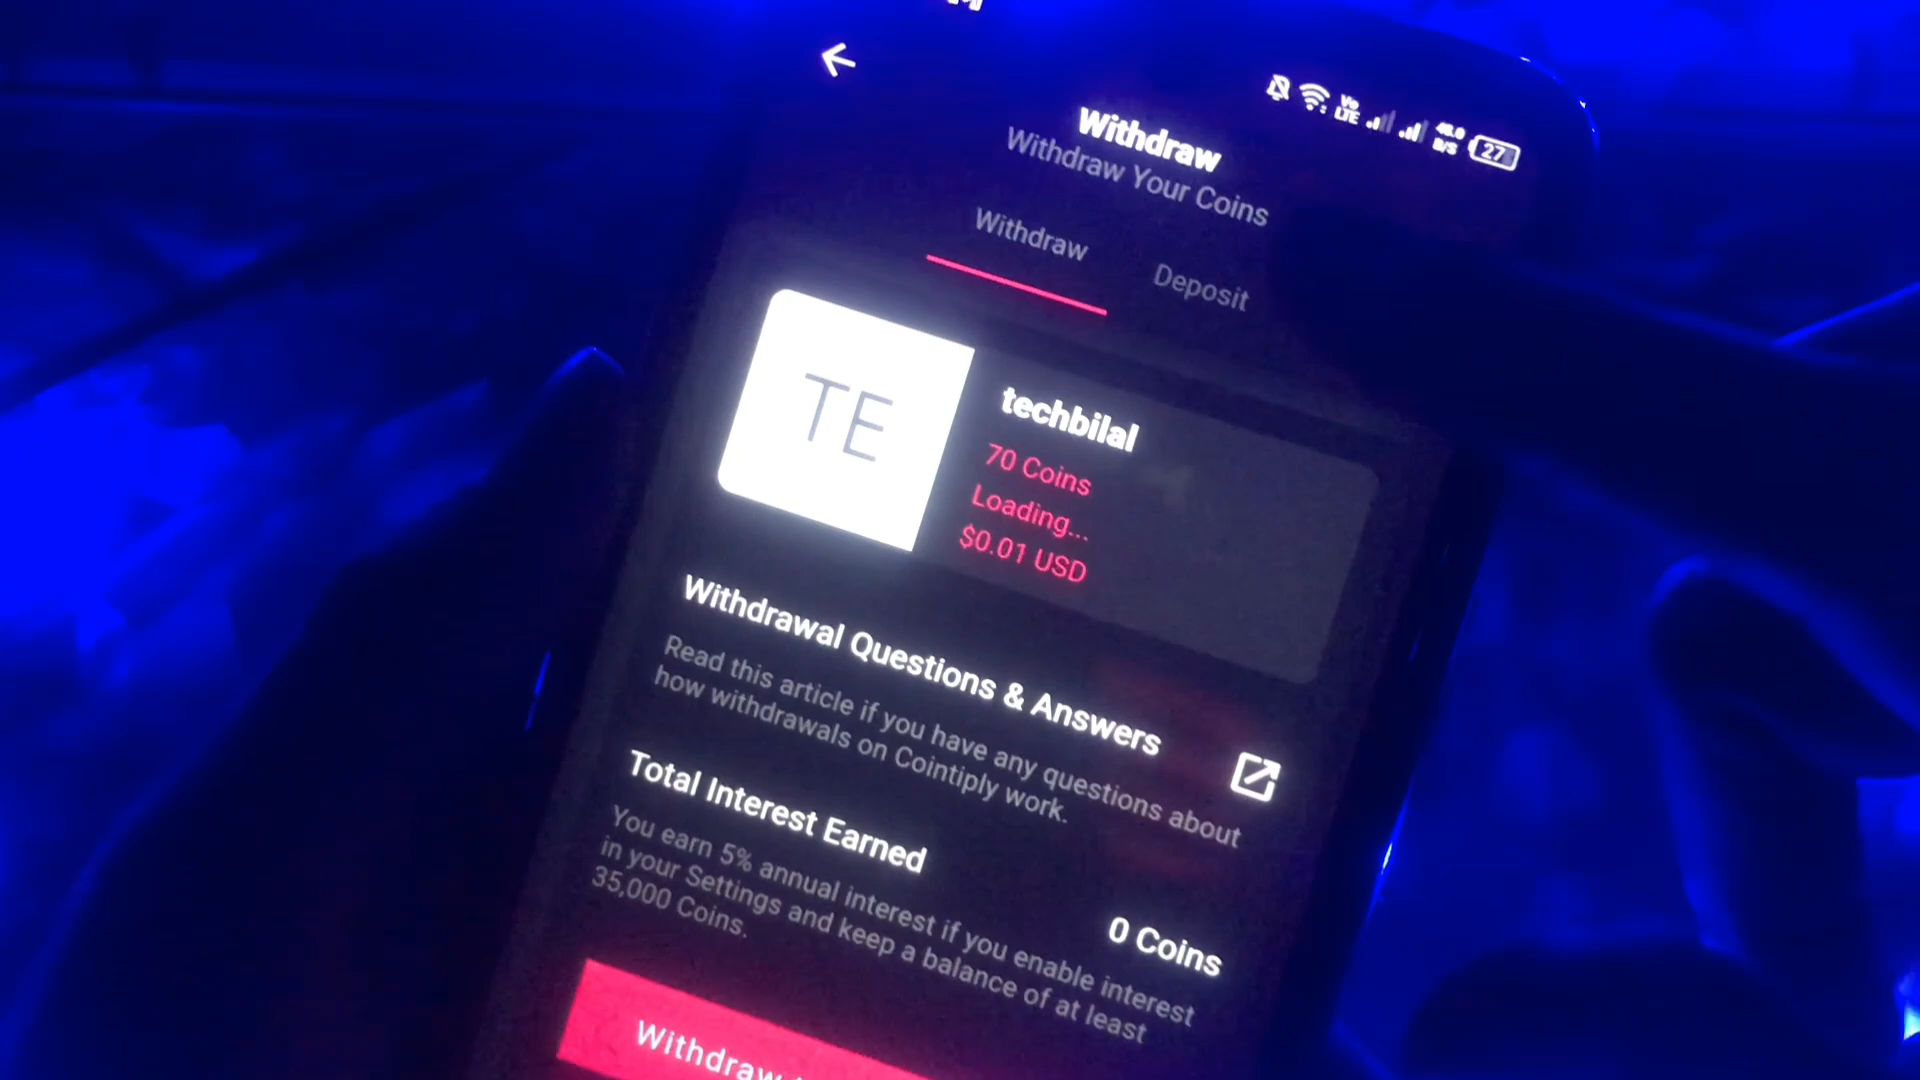 Vo
LTE
B/S
27
Withdraw
Withdraw Your Coins
Withdraw
Deposit
TE
techbilal
70 Coins
Loading...
$0.01 USD
Withdrawal Questions & Answers
Read this article if you have any questions about
how withdrawals on Cointiply work.
Total Interest Earned
0 Coins
You earn 5% annual interest if you enable interest
in your Settings and keep a balance of at least
35,000 Coins.
Withdraw